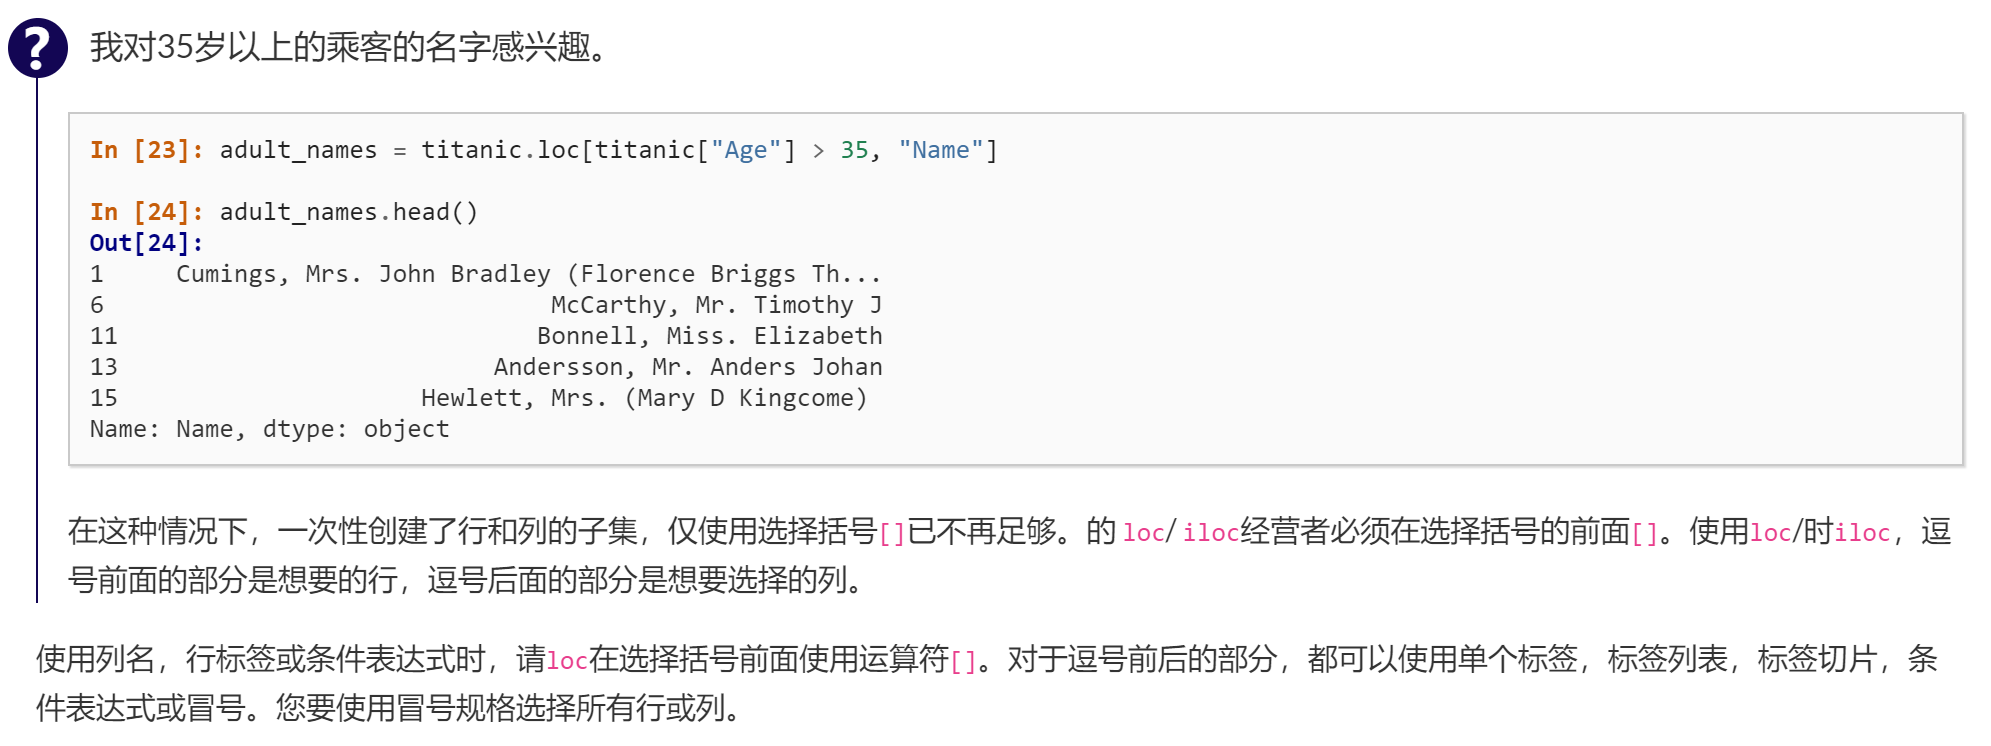 ?
我对35岁以上的乘客的名字感兴趣。
In [23]: adult_names = titanic.loc[titanic["Age"] > 35, "Name"]
In [24]: adult_names.head()
Out[24]:
1     Cumings, Mrs. John Bradley (Florence Briggs Th...
6                               McCarthy, Mr. Timothy J
11                             Bonnell, Miss. Elizabeth
13                          Andersson, Mr. Anders Johan
15                     Hewlett, Mrs. (Mary D Kingcome)
Name: Name, dtype: object
在这种情况下，一次性创建了行和列的子集，仅使用选择括号[]已不再足够。的 loc/ iloc经营者必须在选择括号的前面[]。使用loc/时iloc，逗
号前面的部分是想要的行，逗号后面的部分是想要选择的列。
使用列名，行标签或条件表达式时，请loc在选择括号前面使用运算符[]。对于逗号前后的部分，都可以使用单个标签，标签列表，标签切片，条
件表达式或冒号。您要使用冒号规格选择所有行或列。